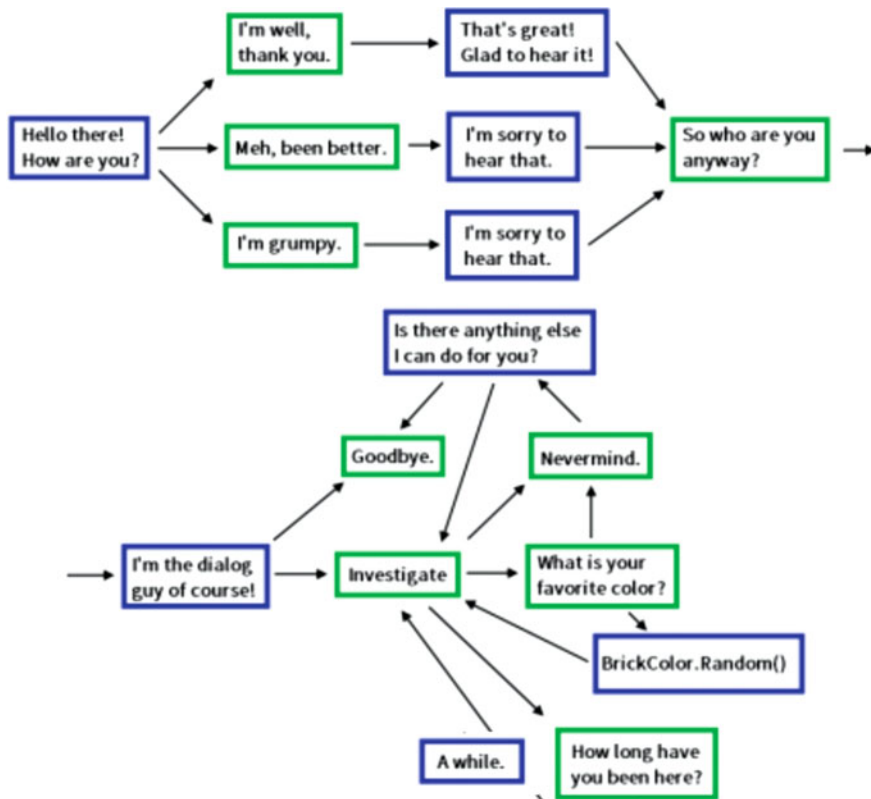 I'm well,
thank you.
That's great!
Glad to hear it!
Hello there!
How are you?
Meh, been better.
I'm sorry to
hear that.
So who are you
anyway?
I'm grumpy.
I'm sorry to
hear that.
Is there anything else
I can do for you?
Goodbye.
Nevermind.
I'm the dialog
guy of course!
Investigate
What is your
favorite color?
BrickColor.Random()
A while.
How long have
you been here?